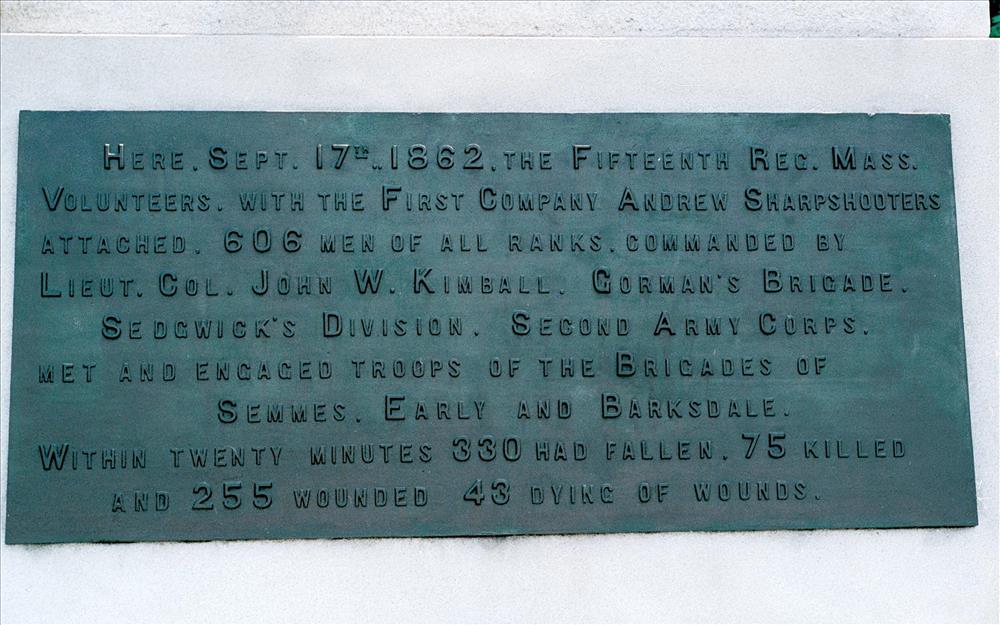 Here, Sept. 17th, 1862, the Fifteenth Reg. Mass.
Volunteers, with the First Company Andrew Sharpshooters
attached, 606 men of all ranks, commanded by
Lieut. Col. John W. Kimball, Gorman's Brigade,
Sedgwick's Division, Second Army Corps,
met and engaged troops of the Brigades of
Semmes, Early and Barksdale.
Within twenty minutes 330 had fallen, 75 killed
and 255 wounded 43 dying of wounds.